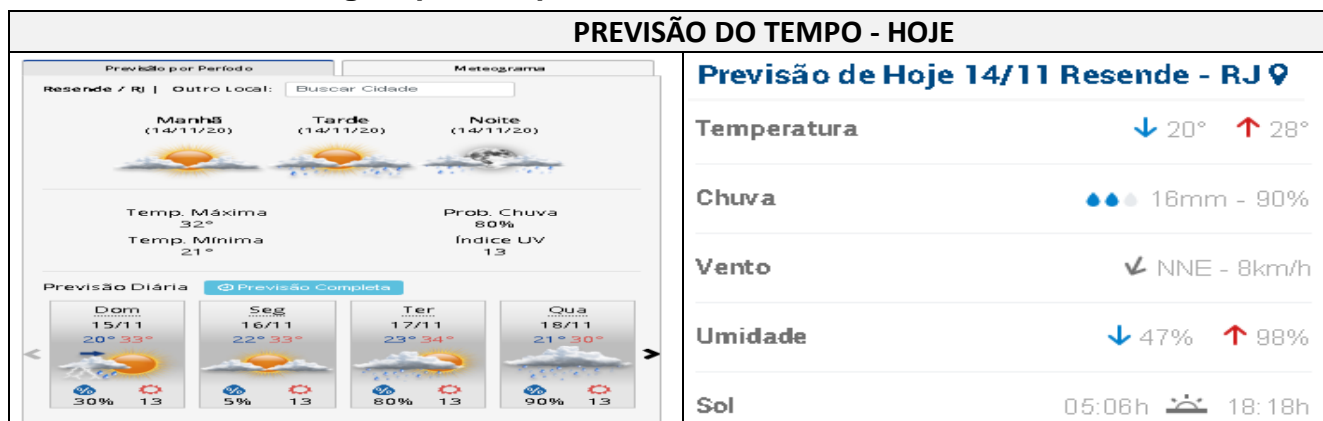 PREVISÃO DO TEMPO - HOJE
Previsão por Período
Meteograma
Resende / RJ | Outro Local: Buscar Cidade
Manhã Tarde Noite
(14/11/20) (14/11/20) (14/11/20)
Temp. Máxima Prob. Chuva
32° 80%
Temp. Mínima Índice UV
21° 13
Previsão Diária Previsão Completa
Dom Seg Ter Qua
15/11 16/11 17/11 18/11
20° 33° 22° 33° 23° 34° 21° 30°
< >
30% 13 5% 13 80% 13 90% 13
Previsão de Hoje 14/11 Resende - RJ
Temperatura ↓ 20° ↑ 28°
Chuva 16mm - 90%
Vento NNE - 8km/h
Umidade ↓ 47% ↑ 98%
Sol 05:06h 18:18h